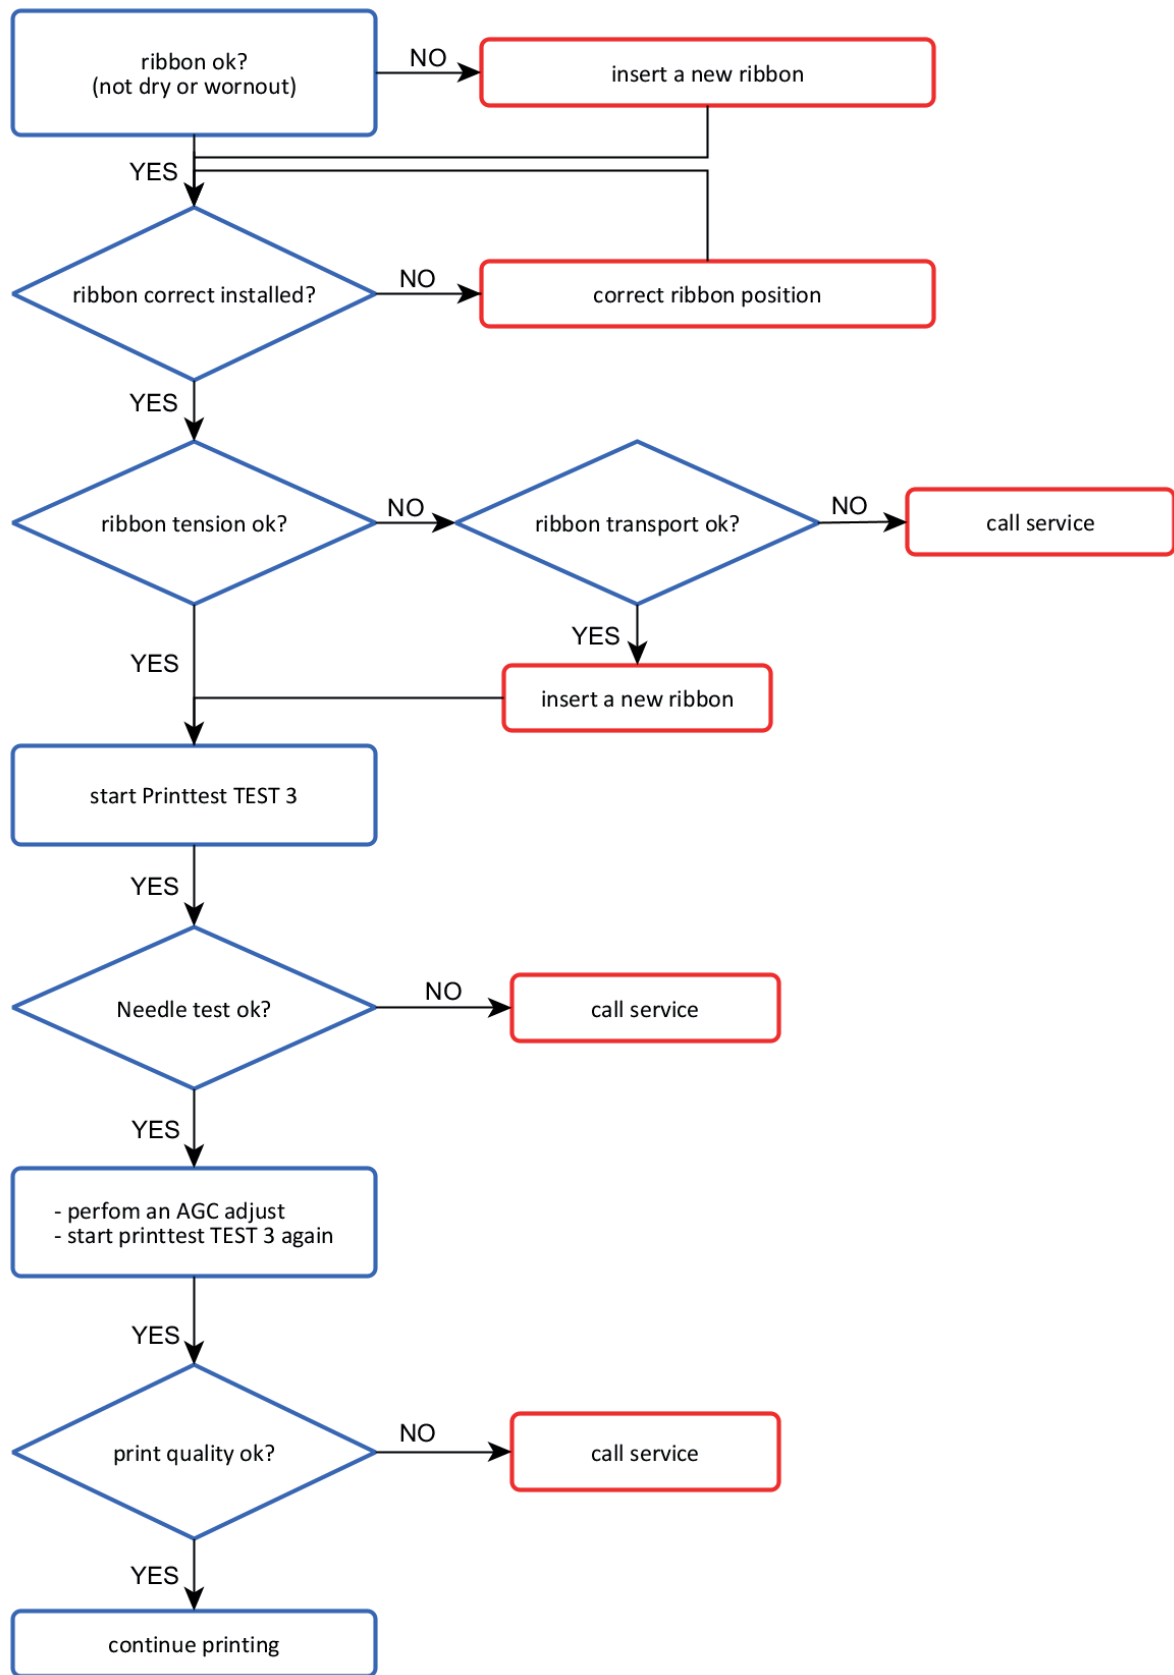 ribbon ok?
(not dry or wornout)
NO
insert a new ribbon
YES
ribbon correct installed?
NO
correct ribbon position
YES
ribbon tension ok?
NO
ribbon transport ok?
NO
call service
YES
YES
insert a new ribbon
start Printtest TEST 3
YES
Needle test ok?
NO
call service
YES
- perfom an AGC adjust
- start printtest TEST 3 again
YES
print quality ok?
NO
call service
YES
continue printing